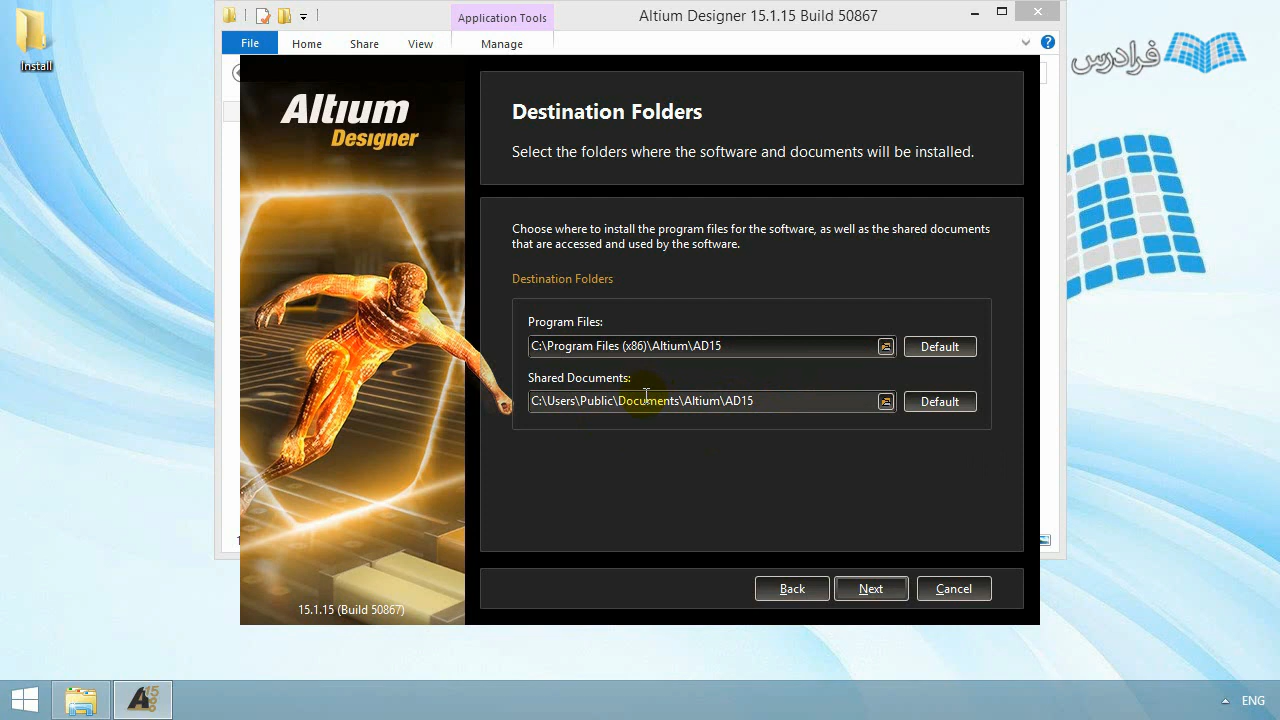 Install
Application Tools
Altium Designer 15.1.15 Build 50867
File
Home
Share
View
Manage
فرادرس
Altium
Designer
15.1.15 (Build 50867)
Destination Folders
Select the folders where the software and documents will be installed.
Choose where to install the program files for the software, as well as the shared documents
that are accessed and used by the software.
Destination Folders
Program Files:
C:\Program Files (x86)\Altium\AD15
Default
Shared Documents:
C:\Users\Public\Documents\Altium\AD15
Default
Back
Next
Cancel
A15
ENG